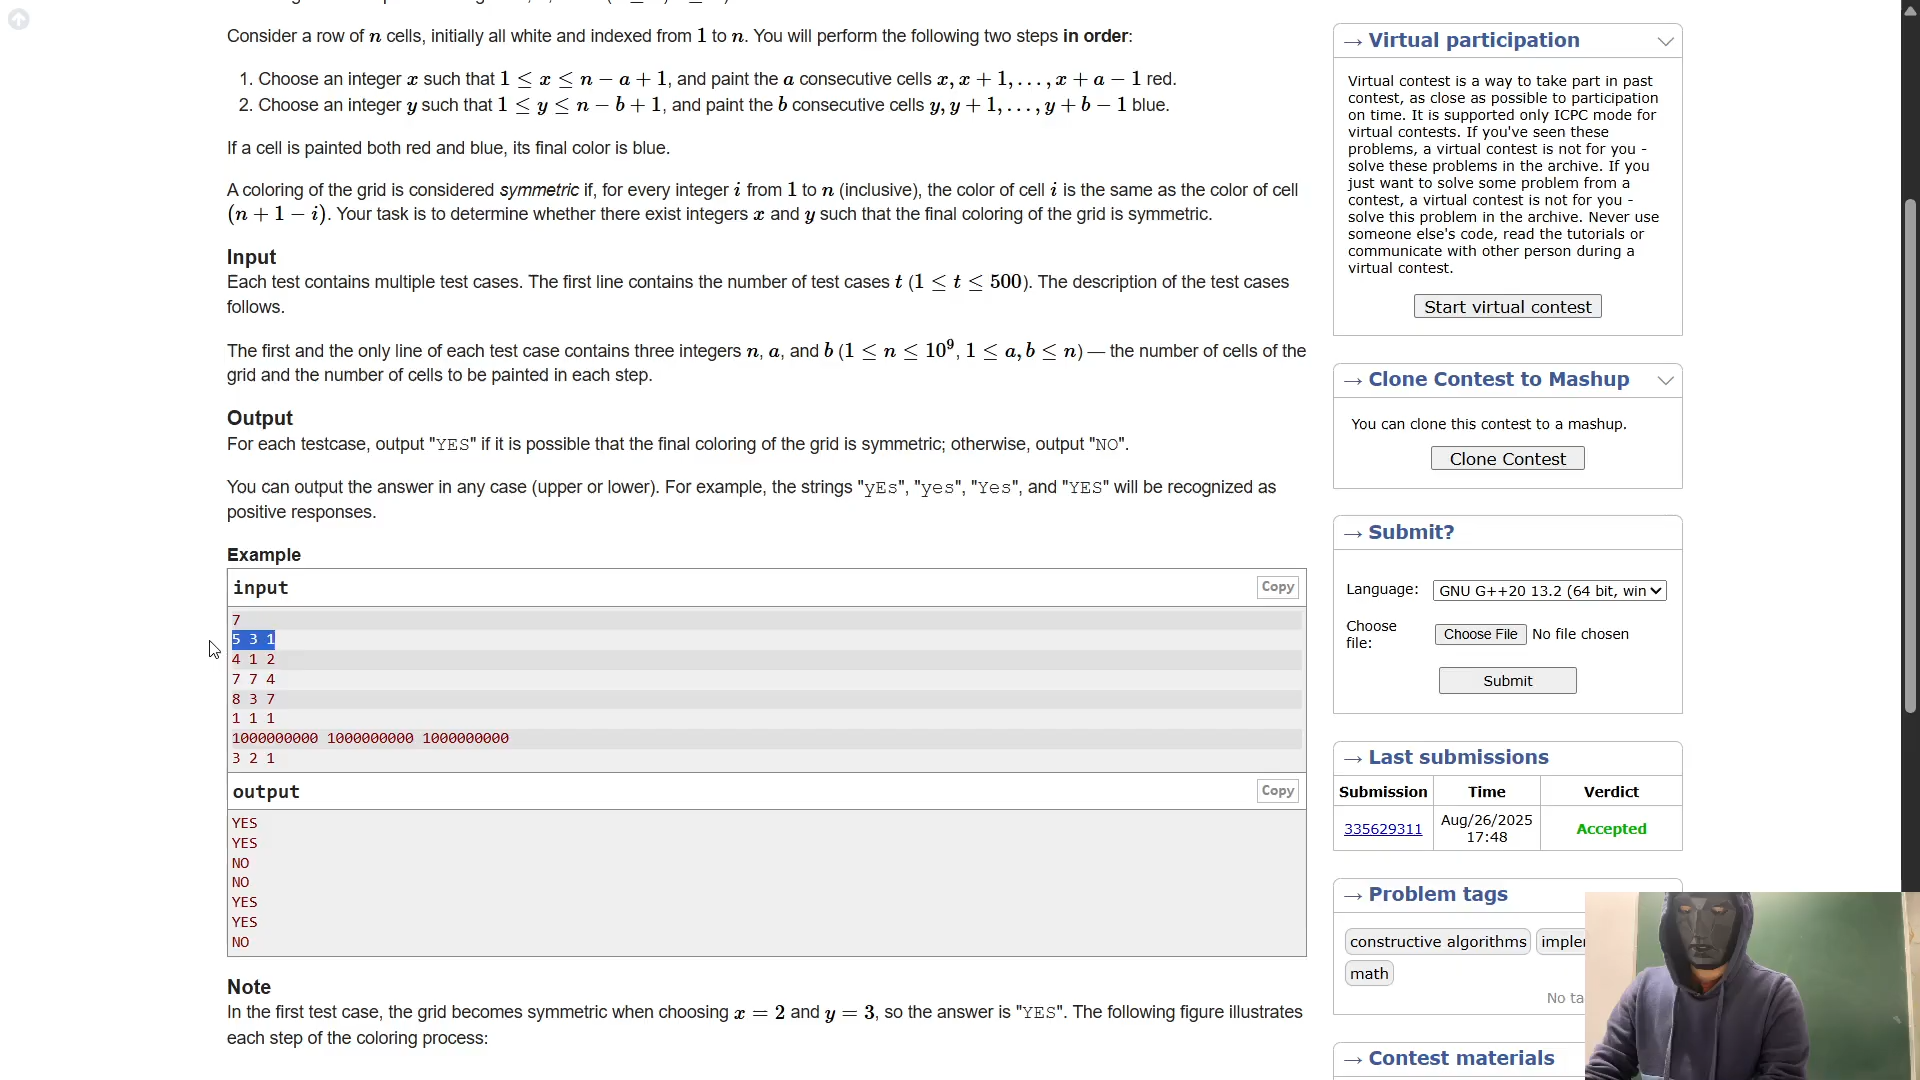 Consider a row of n cells, initially all white and indexed from 1 to n. You will perform the following two steps in order:
1. Choose an integer x such that 1 ≤ x ≤ n − a + 1, and paint the a consecutive cells x, x + 1, . . . , x + a − 1 red.
2. Choose an integer y such that 1 ≤ y ≤ n − b + 1, and paint the b consecutive cells y, y + 1, . . . , y + b − 1 blue.
If a cell is painted both red and blue, its final color is blue.
A coloring of the grid is considered symmetric if, for every integer i from 1 to n (inclusive), the color of cell i is the same as the color of cell
(n + 1 − i). Your task is to determine whether there exist integers x and y such that the final coloring of the grid is symmetric.
Input
Each test contains multiple test cases. The first line contains the number of test cases t (1 ≤ t ≤ 500). The description of the test cases
follows.
The first and the only line of each test case contains three integers n, a, and b (1 ≤ n ≤ 10⁹, 1 ≤ a, b ≤ n) — the number of cells of the
grid and the number of cells to be painted in each step.
Output
For each testcase, output "YES" if it is possible that the final coloring of the grid is symmetric; otherwise, output "NO".
You can output the answer in any case (upper or lower). For example, the strings "yEs", "yes", "Yes", and "YES" will be recognized as
positive responses.
Example
input
Copy
7
5 3 1
4 1 2
7 7 4
8 3 7
1 1 1
1000000000 1000000000 1000000000
3 2 1
output
Copy
YES
YES
NO
NO
YES
YES
NO
Note
In the first test case, the grid becomes symmetric when choosing x = 2 and y = 3, so the answer is "YES". The following figure illustrates
each step of the coloring process:
→ Virtual participation
Virtual contest is a way to take part in past
contest, as close as possible to participation
on time. It is supported only ICPC mode for
virtual contests. If you've seen these
problems, a virtual contest is not for you -
solve these problems in the archive. If you
just want to solve some problem from a
contest, a virtual contest is not for you -
solve this problem in the archive. Never use
someone else's code, read the tutorials or
communicate with other person during a
virtual contest.
Start virtual contest
→ Clone Contest to Mashup
You can clone this contest to a mashup.
Clone Contest
→ Submit?
Language: GNU G++20 13.2 (64 bit, win
Choose
file:
Choose File No file chosen
Submit
→ Last submissions
Submission Time Verdict
335629311 Aug/26/2025
17:48
Accepted
→ Problem tags
constructive algorithms
math
No
→ Contest materials